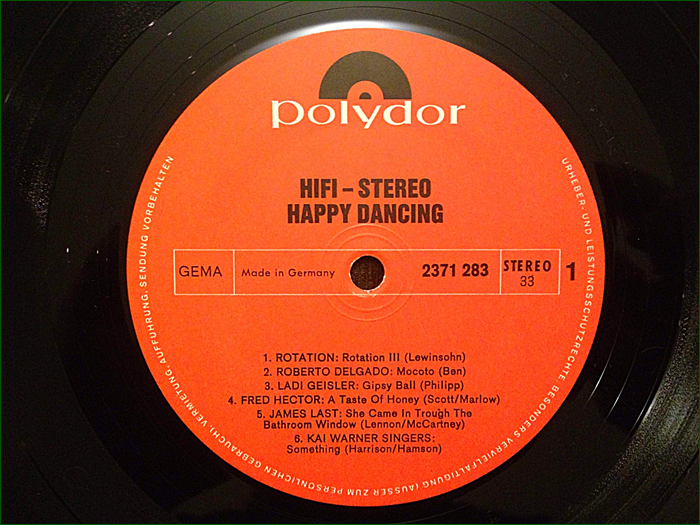 polydor
HIFI – STEREO
HAPPY DANCING
GEMA
Made in Germany
2371 283
STEREO
33
1
1. ROTATION: Rotation III (Lewinsohn)
2. ROBERTO DELGADO: Mocoto (Ben)
3. LADI GEISLER: Gipsy Ball (Philipp)
4. FRED HECTOR: A Taste Of Honey (Scott/Marlow)
5. JAMES LAST: She Came In Trough The
Bathroom Window (Lennon/McCartney)
6. KAI WARNER SINGERS:
Something (Harrison/Hamson)
URHEBER- UND LEISTUNGSSCHUTZRECHTE, BESONDERS VERVIELFÄLTIGUNG (AUSSER ZUM PERSÖNLICHEN GEBRAUCH), VERMIETUNG, AUFFÜHRUNG, SENDUNG VORBEHALTEN